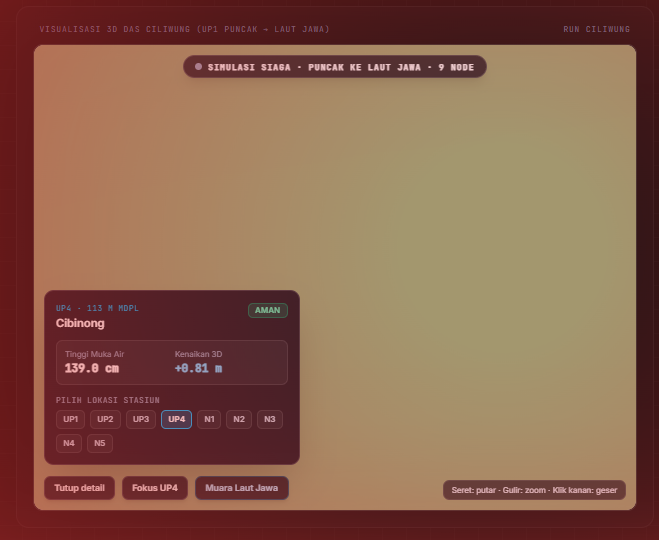 VISUALISASI 3D DAS CILIWUNG (UP1 PUNCAK → LAUT JAWA)
RUN CILIWUNG
SIMULASI SIAGA · PUNCAK KE LAUT JAWA · 9 NODE
UP4 · 113 M MDPL
AMAN
Cibinong
Tinggi Muka Air
Kenaikan 3D
139.0 cm
+0.81 m
PILIH LOKASI STASIUN
UP1 UP2 UP3 UP4 N1 N2 N3
N4 N5
Tutup detail
Fokus UP4
Muara Laut Jawa
Seret: putar · Gulir: zoom · Klik kanan: geser